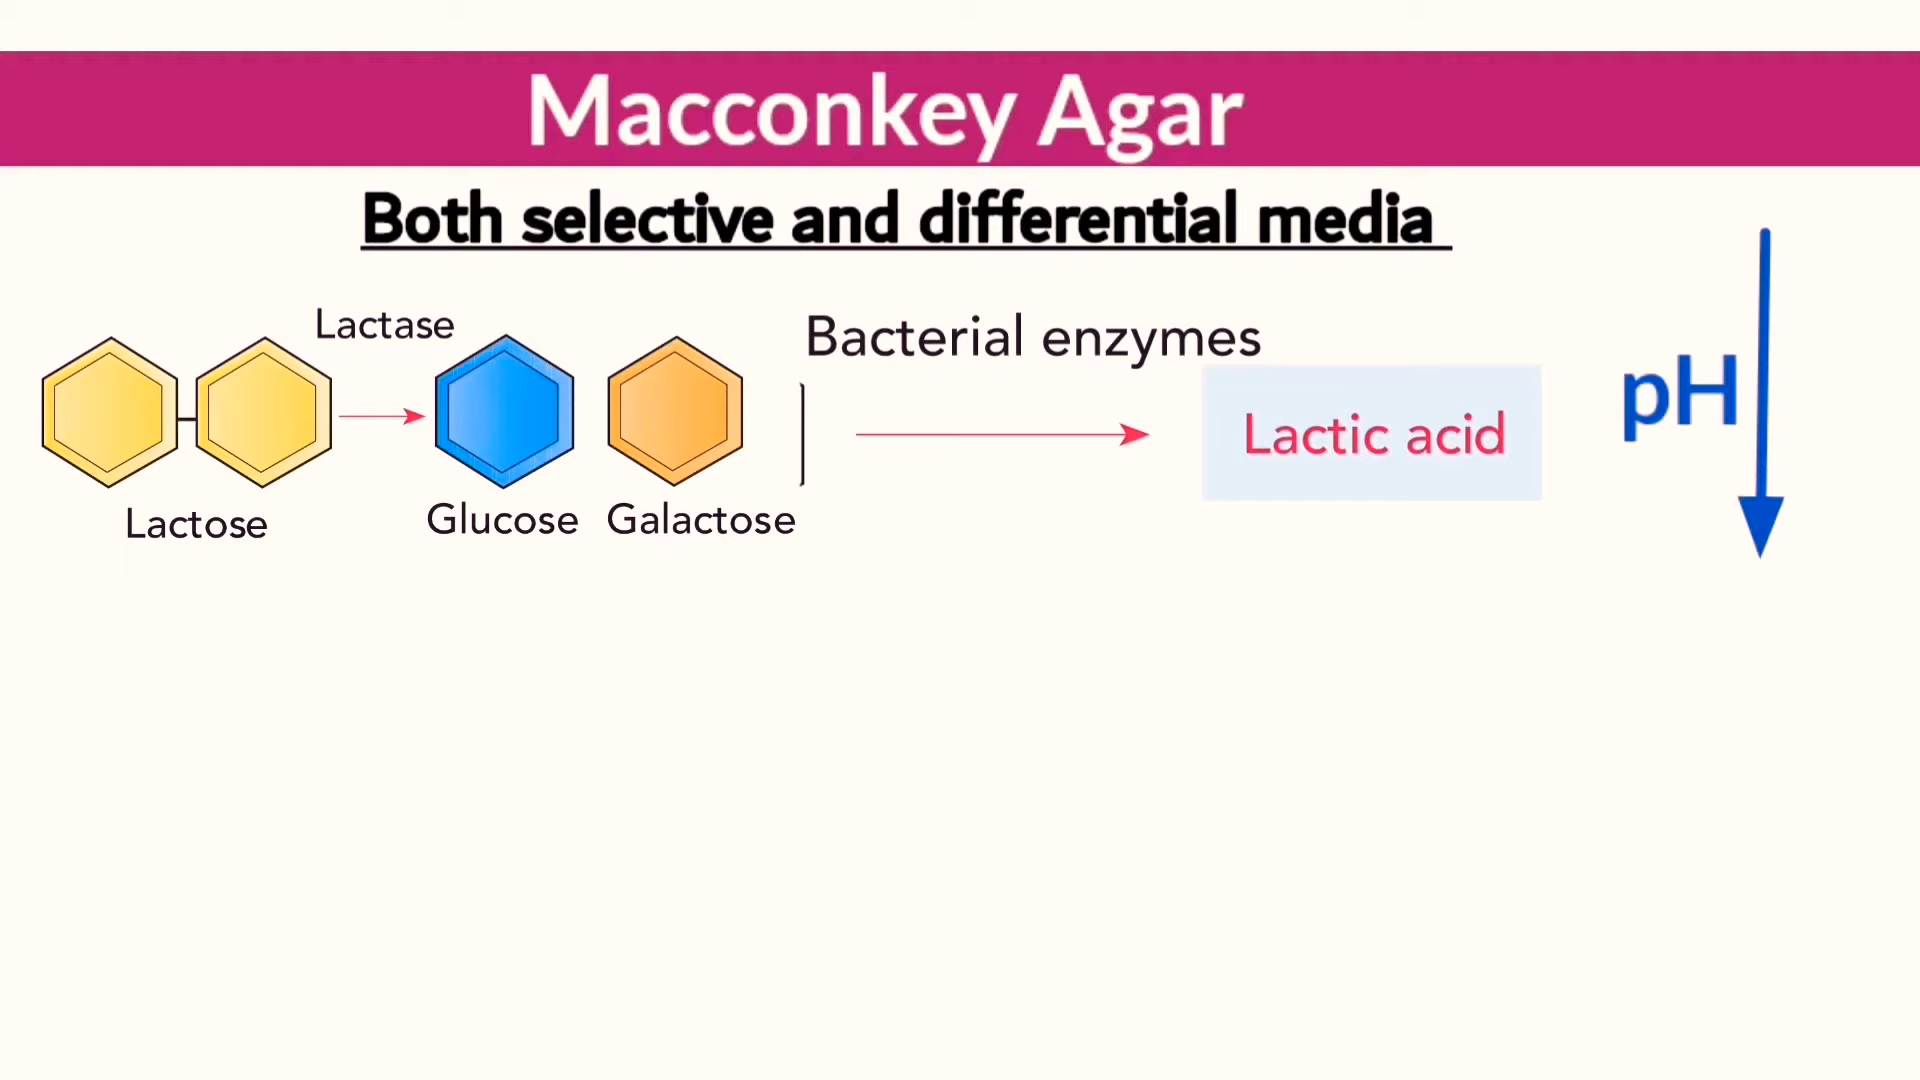 Macconkey Agar
Both selective and differential media
Lactase
Bacterial enzymes
Lactic acid
pH
Lactose
Glucose
Galactose